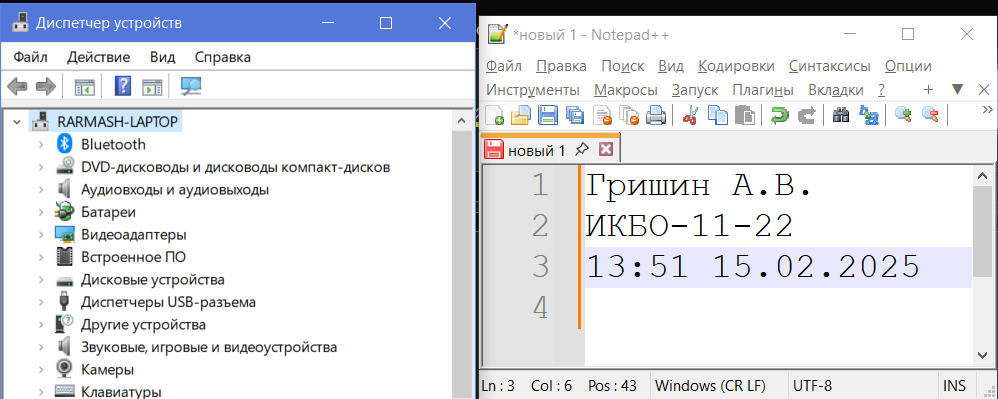 Диспетчер устройств
Файл Действие Вид Справка
RARMASH-LAPTOP
Bluetooth
DVD-дисководы и дисководы компакт-дисков
Аудиовходы и аудиовыходы
Батареи
Видеоадаптеры
Встроенное ПО
Дисковые устройства
Диспетчеры USB-разъема
Другие устройства
Звуковые, игровые и видеоустройства
Камеры
Клавиатуры
*новый 1 - Notepad++
Файл Правка Поиск Вид Кодировки Синтаксисы Опции
Инструменты Макросы Запуск Плагины Вкладки ? + ▼ ×
новый 1
1 Гришин А.В.
2 ИКБО-11-22
3 13:51 15.02.2025
4
Ln : 3 Col : 6 Pos : 43 Windows (CR LF) UTF-8 INS